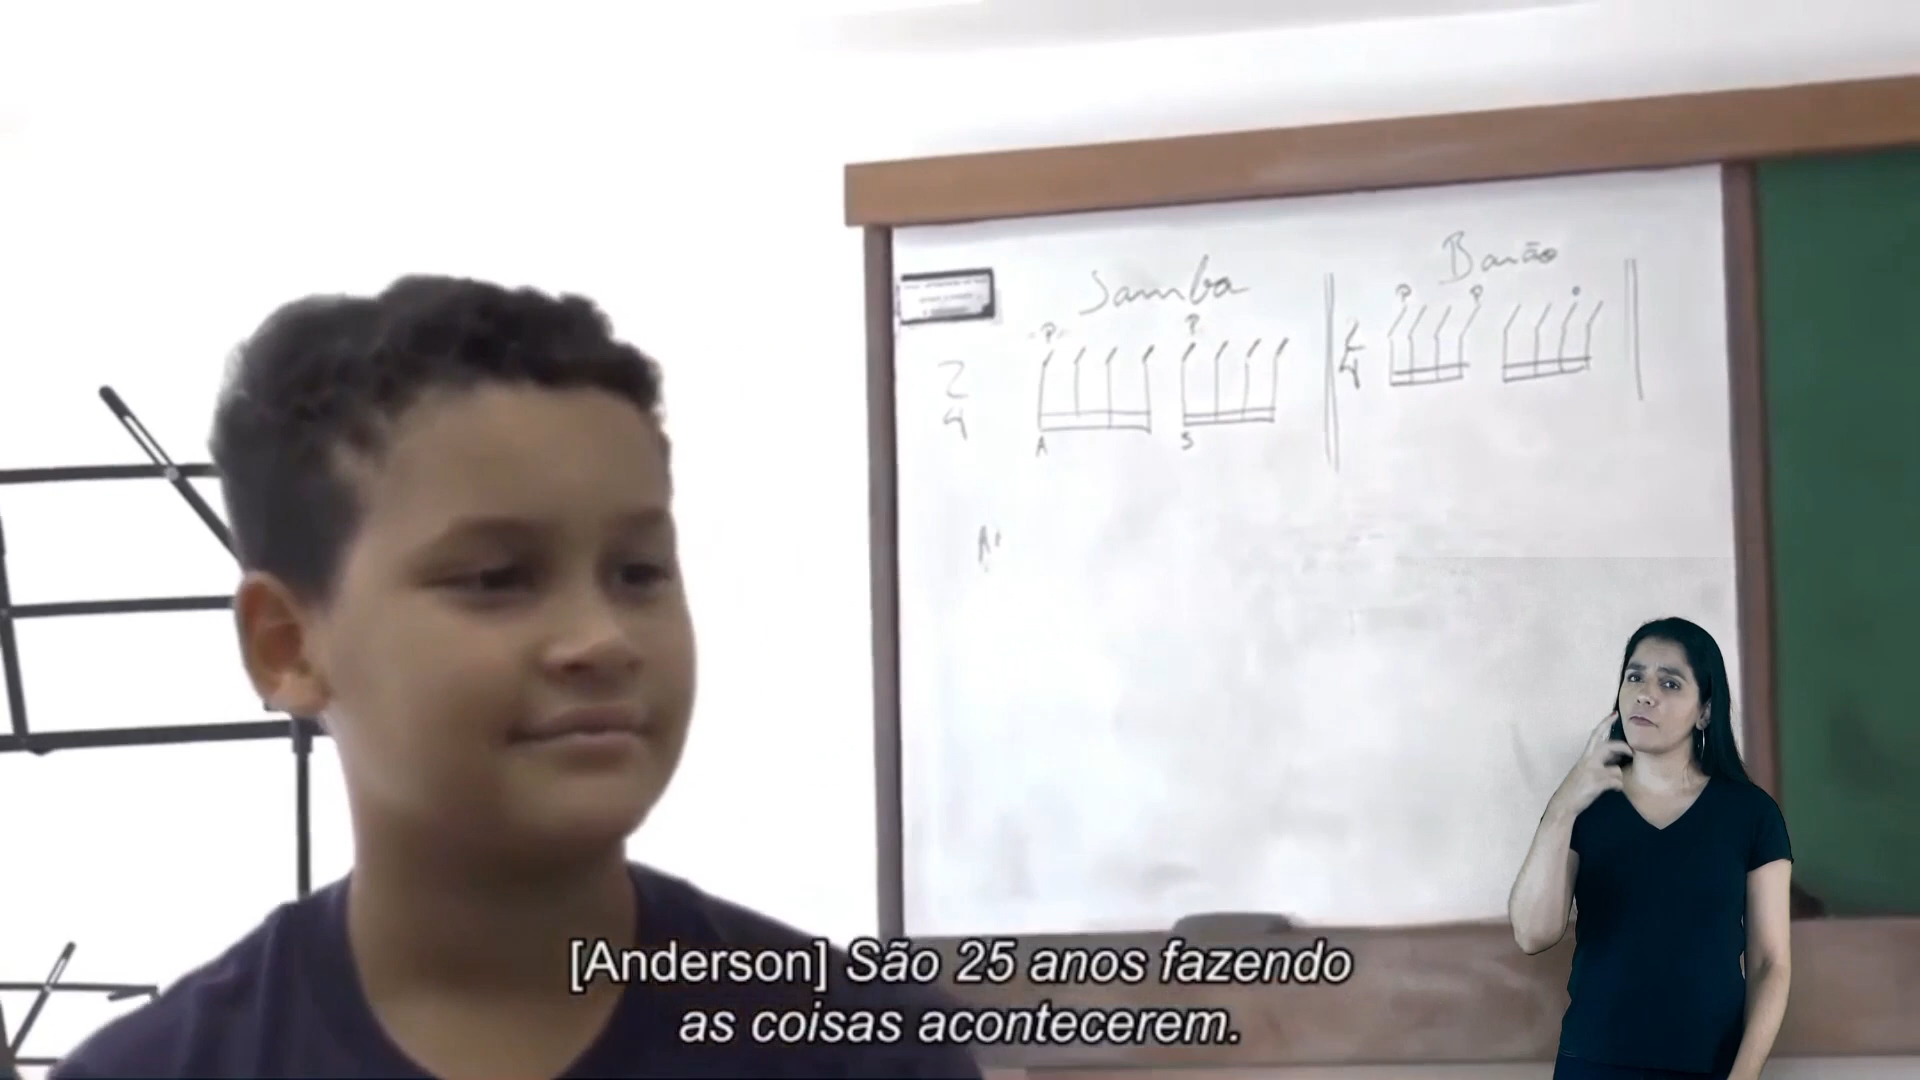 Samba
Baião
2
4
A
S
[Anderson] São 25 anos fazendo
as coisas acontecerem.